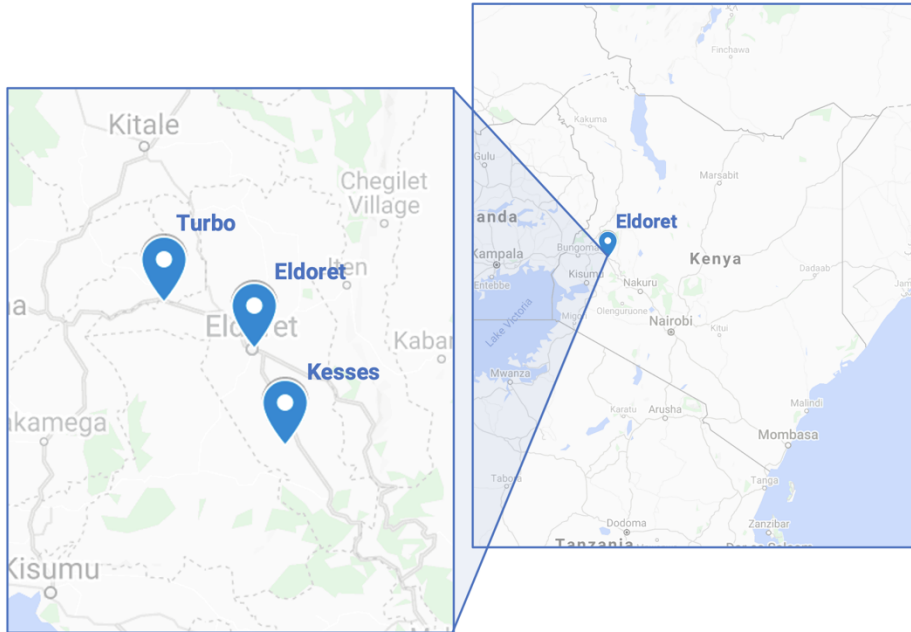 Kitale
Chegilet
Village
Turbo
Eldoret
Iten
Eldoret
Kesses
akamega
Kisumu
Finchawa
Kakuma
Gulu
Marsabit
anda
Eldoret
Bungoma
Kenya
Kampala
Entebbe
Kisumu
Dadaab
Nakuru
Olenguruone
Lake Victoria
Nairobi
Kitui
Mwanza
Karatu
Arusha
Malindi
Mombasa
Tabora
Tanga
Dodoma
Zanzibar
Tanzania